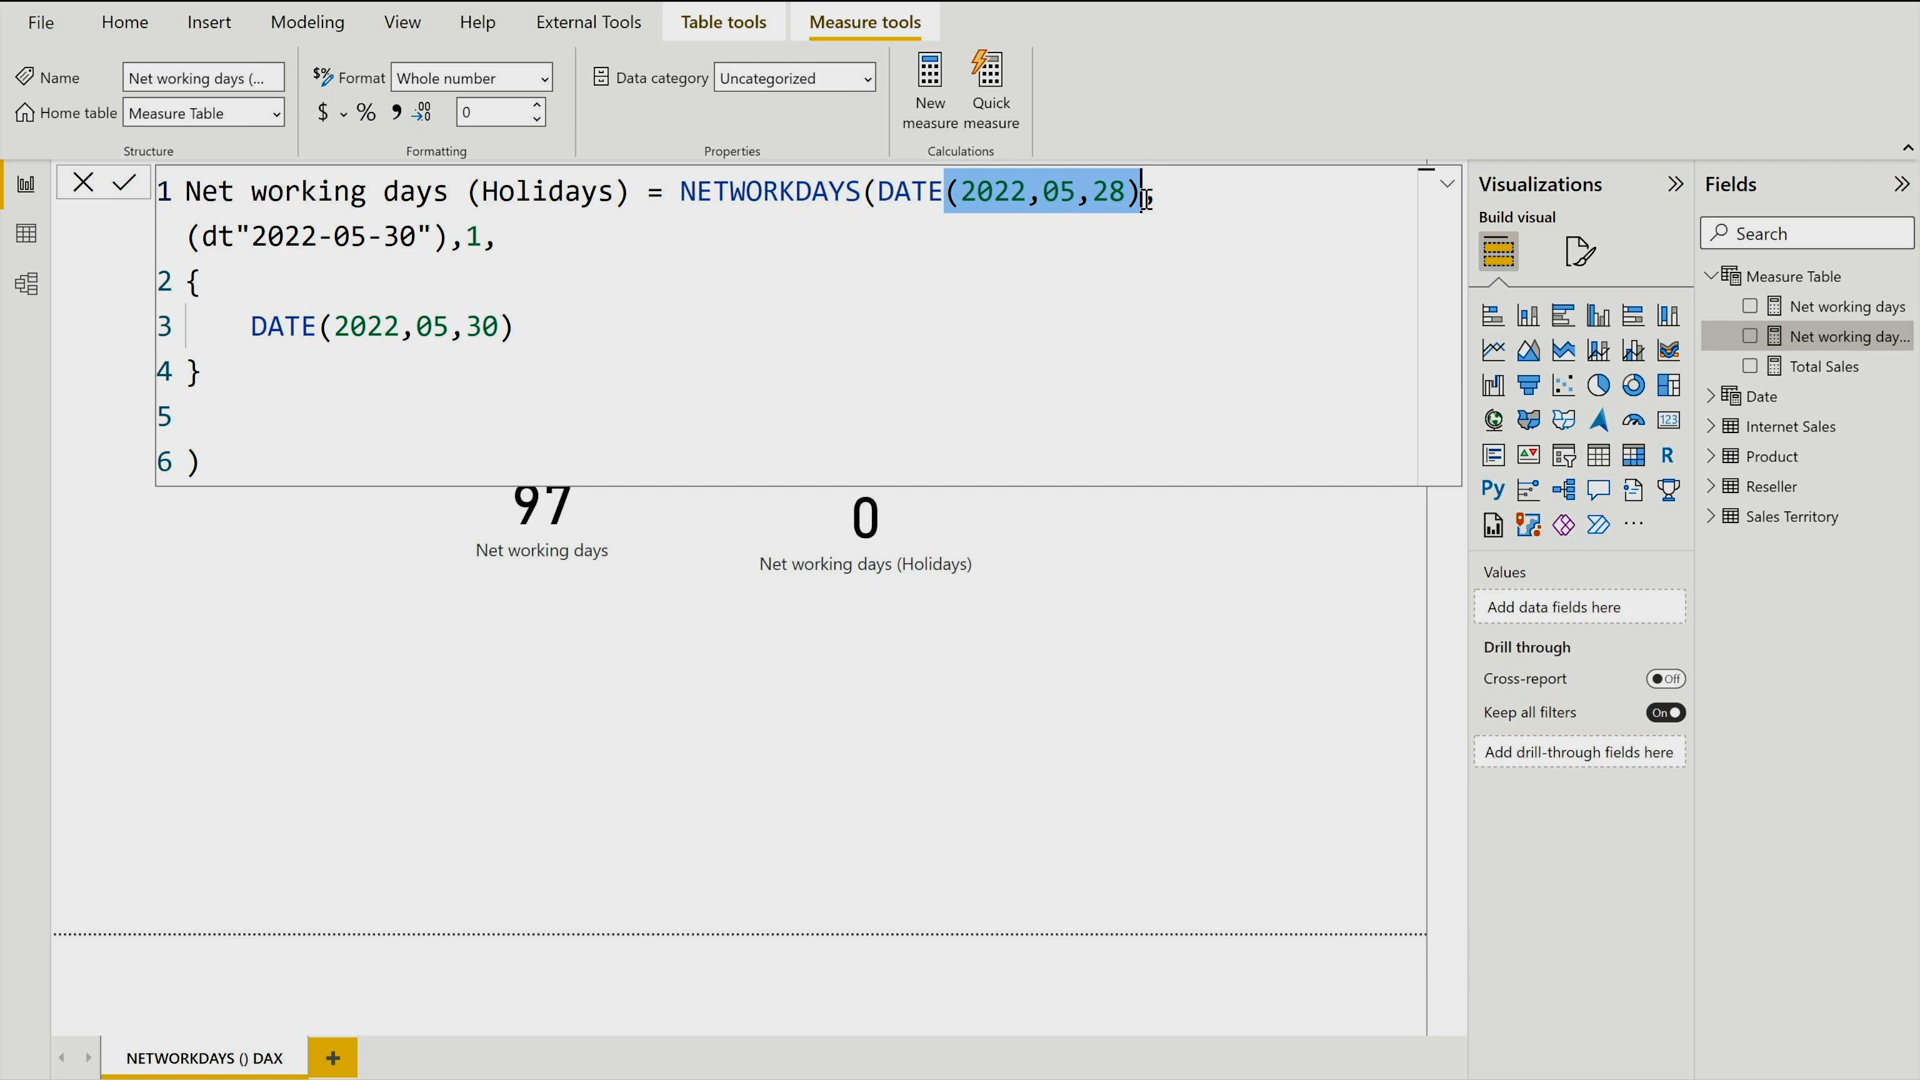 File Home Insert Modeling View Help External Tools Table tools Measure tools
Name Net working days (... Format Whole number Data category Uncategorized
Home table Measure Table $ % , .00 0
New measure Quick measure
Structure Formatting Properties Calculations
1 Net working days (Holidays) = NETWORKDAYS(DATE(2022,05,28),
(dt"2022-05-30"),1,
2 {
3 DATE(2022,05,30)
4 }
5
6 )
97
Net working days
0
Net working days (Holidays)
NETWORKDAYS () DAX +
Visualizations
Build visual
123
R
Py
...
Values
Add data fields here
Drill through
Cross-report Off
Keep all filters On
Add drill-through fields here
Fields
Search
Measure Table
Net working days
Net working day...
Total Sales
Date
Internet Sales
Product
Reseller
Sales Territory